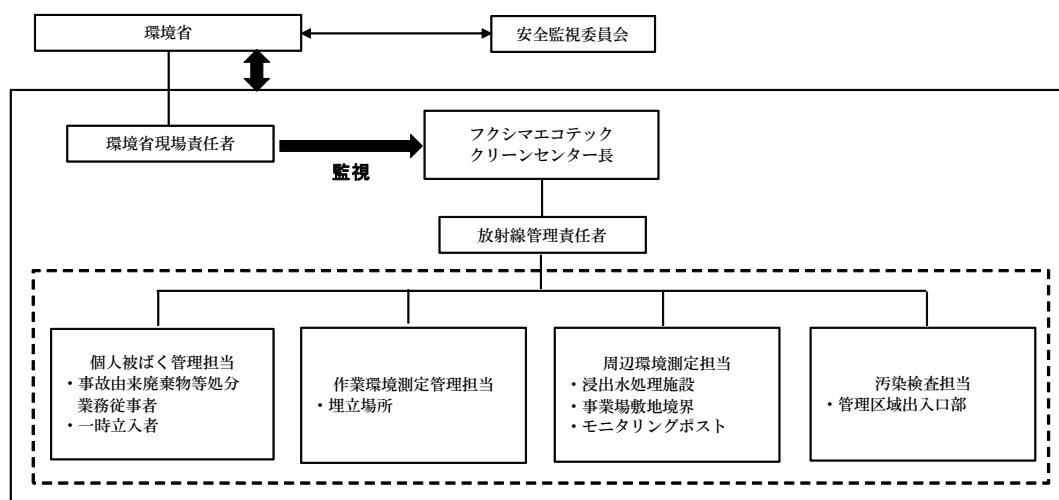 環境省
安全監視委員会
環境省現場責任者
監視
フクシマエコテック
クリーンセンター長
放射線管理責任者
個人被ばく管理担当
・事故由来廃棄物等処分
業務従事者
・一時立入者
作業環境測定管理担当
・埋立場所
周辺環境測定担当
・浸出水処理施設
・事業場敷地境界
・モニタリングポスト
汚染検査担当
・管理区域出入口部